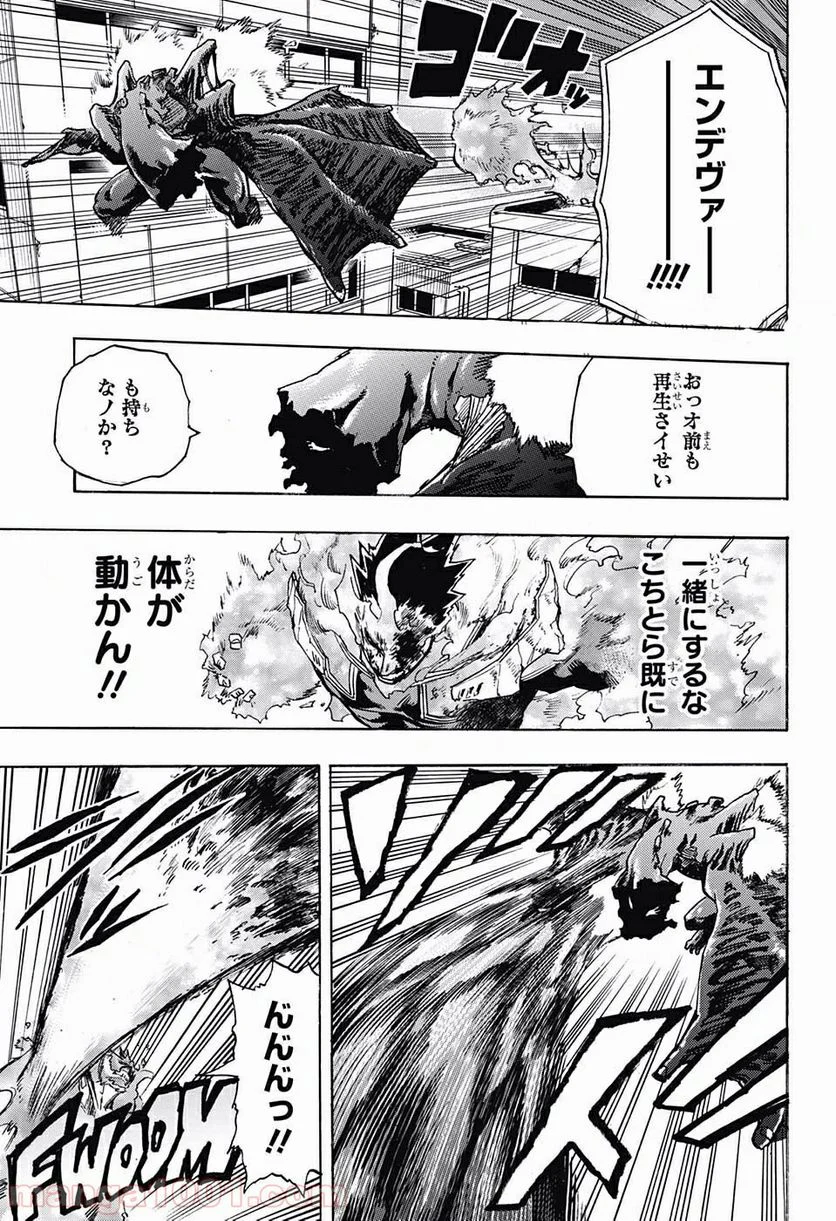 エンデヴァーー!!!!
ゴオッ
おっオ前も
再生さイせい
も持ち
なノか?
一緒にするな
こちとら既に
体が
動かん!!
ん゛ん゛ん゛っ!!
FWOOM
manga1001.com